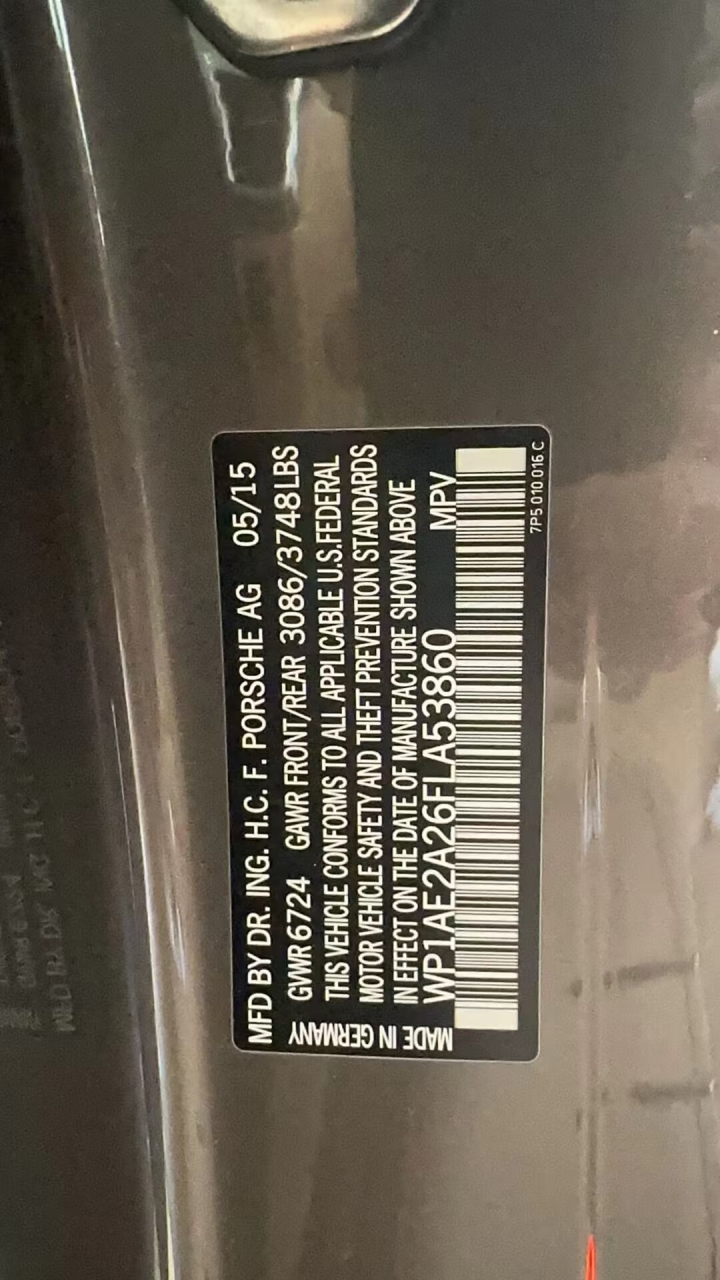 MFD BY DR. ING. H.C. F. PORSCHE AG 05/15
GVWR 6724 GAWR FRONT/REAR 3086/3748LBS
THIS VEHICLE CONFORMS TO ALL APPLICABLE U.S.FEDERAL
MOTOR VEHICLE SAFETY AND THEFT PREVENTION STANDARDS
IN EFFECT ON THE DATE OF MANUFACTURE SHOWN ABOVE
WP1AE2A26FLA53860 MPV
MADE IN GERMANY
7P5 010 016 C